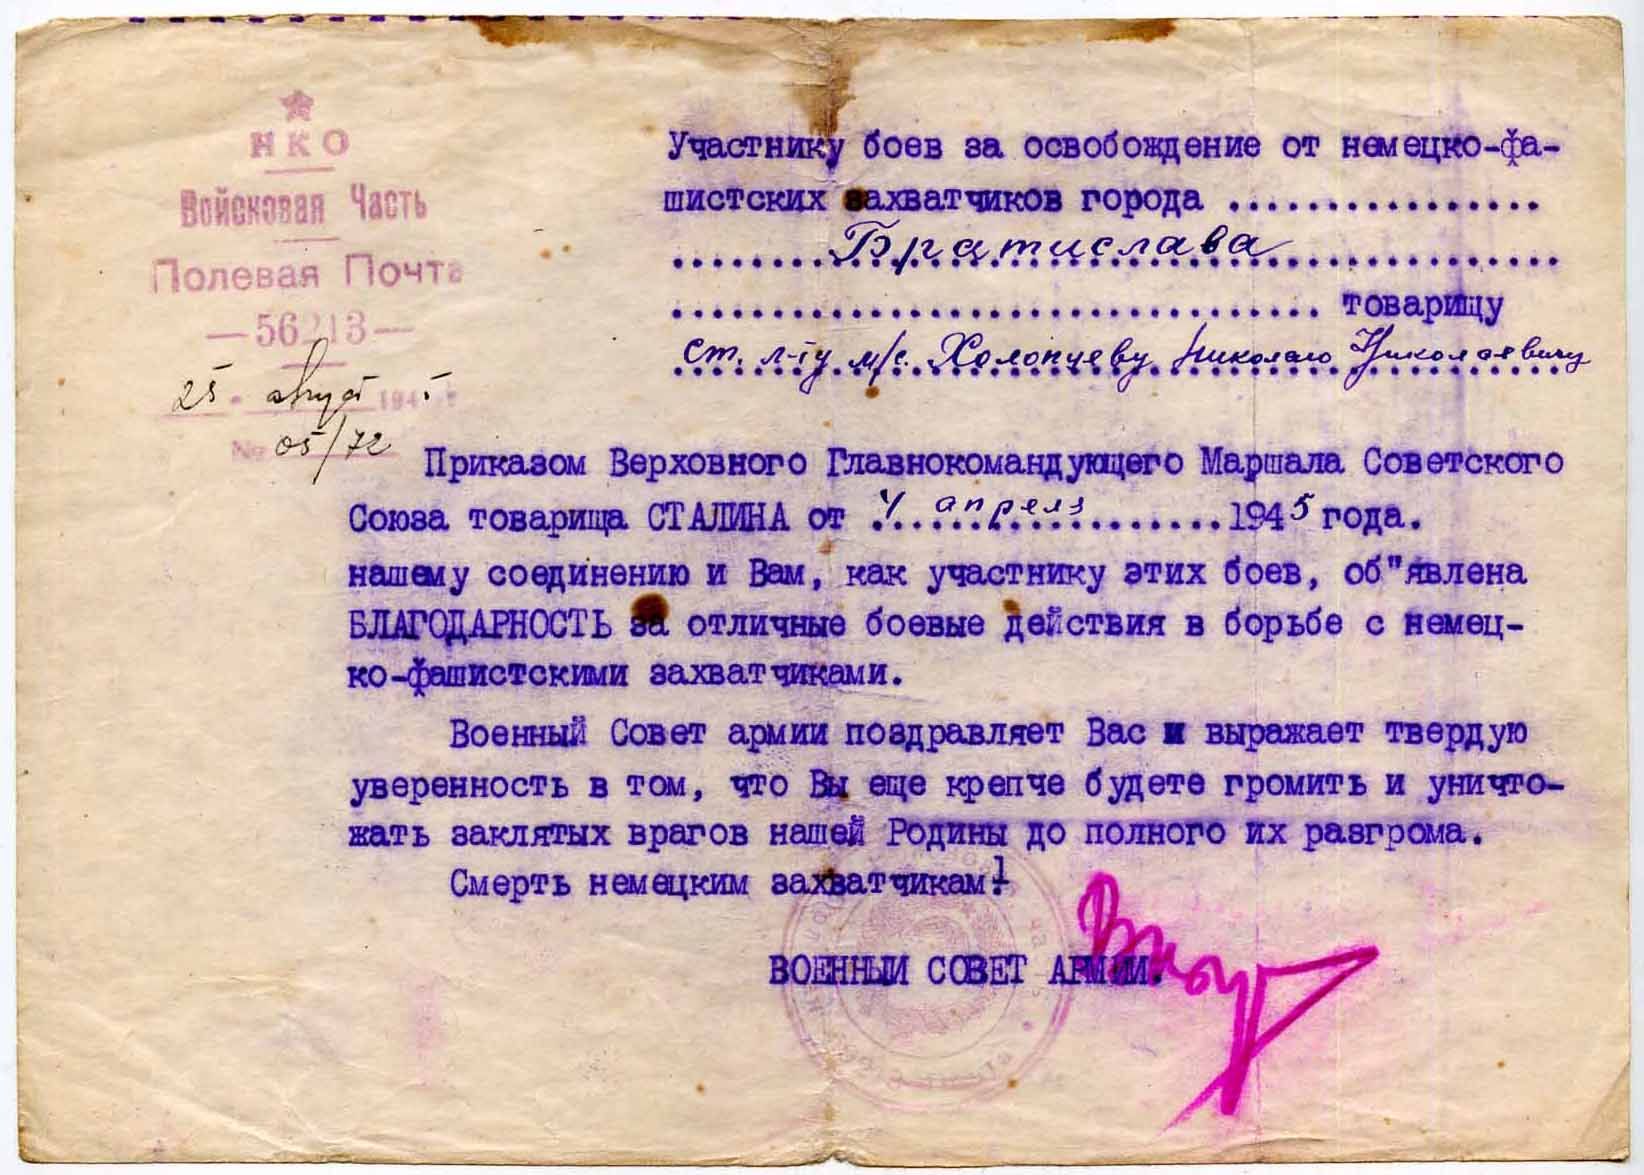 НКО
Войсковая Часть
Полевая Почта
—56213—
25 август 1945
№ 05/72
Участнику боев за освобождение от немецко-фа-
шистских захватчиков города ................
Братислава
................................ товарищу
ст. л-ту м/с. Холопцеву Николаю Николаевичу
Приказом Верховного Главнокомандующего Маршала Советского
Союза товарища СТАЛИНА от 4 апреля 1945 года.
нашему соединению и Вам, как участнику этих боев, об"явлена
БЛАГОДАРНОСТЬ за отличные боевые действия в борьбе с немец-
ко-фашистскими захватчиками.
Военный Совет армии поздравляет Вас и выражает твердую
уверенность в том, что Вы еще крепче будете громить и уничто-
жать заклятых врагов нашей Родины до полного их разгрома.
Смерть немецким захватчикам!
ВОЕННЫЙ СОВЕТ АРМИИ.